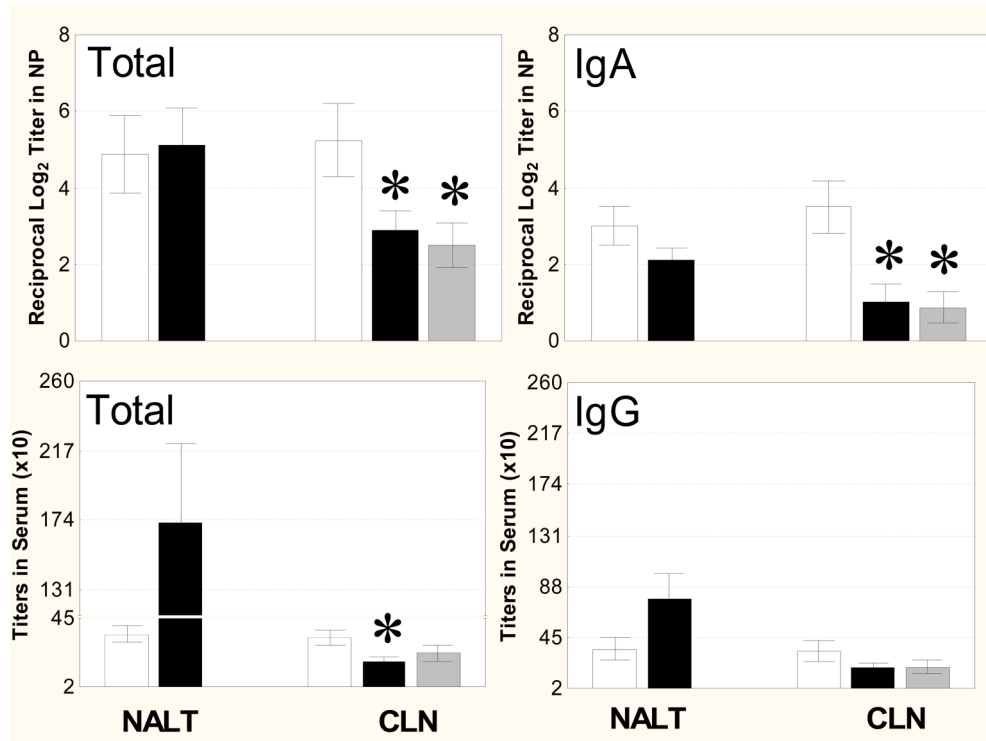 Total
Reciprocal Log₂ Titer in NP
8
6
4
2
0
*
*
IgA
Reciprocal Log₂ Titer in NP
8
6
4
2
0
*
*
Total
Titers in Serum (x10)
260
217
174
131
45
2
*
NALT CLN
IgG
Titers in Serum (x10)
260
217
174
131
88
45
2
NALT CLN